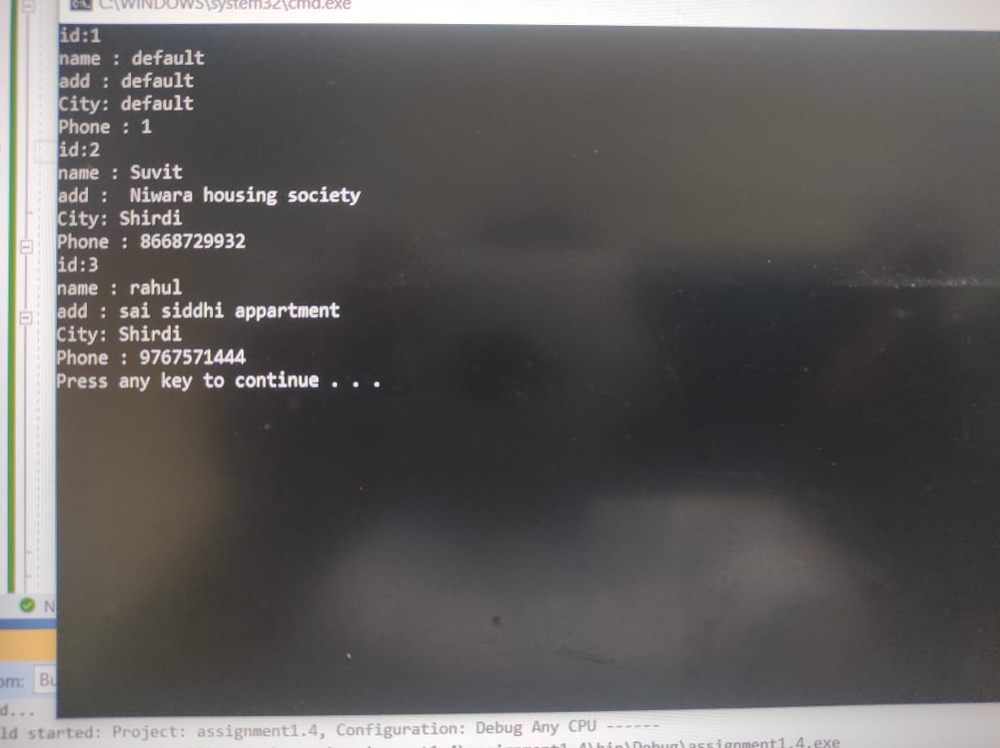 C:\WINDOWS\system32\cmd.exe
id:1
name : default
add : default
City: default
Phone : 1
id:2
name : Suvit
add :  Niwara housing society
City: Shirdi
Phone : 8668729932
id:3
name : rahul
add : sai siddhi appartment
City: Shirdi
Phone : 9767571444
Press any key to continue . . .
N
om: Bu
d...
ld started: Project: assignment1.4, Configuration: Debug Any CPU ------
4\bin\Debug\assignment1.4.exe